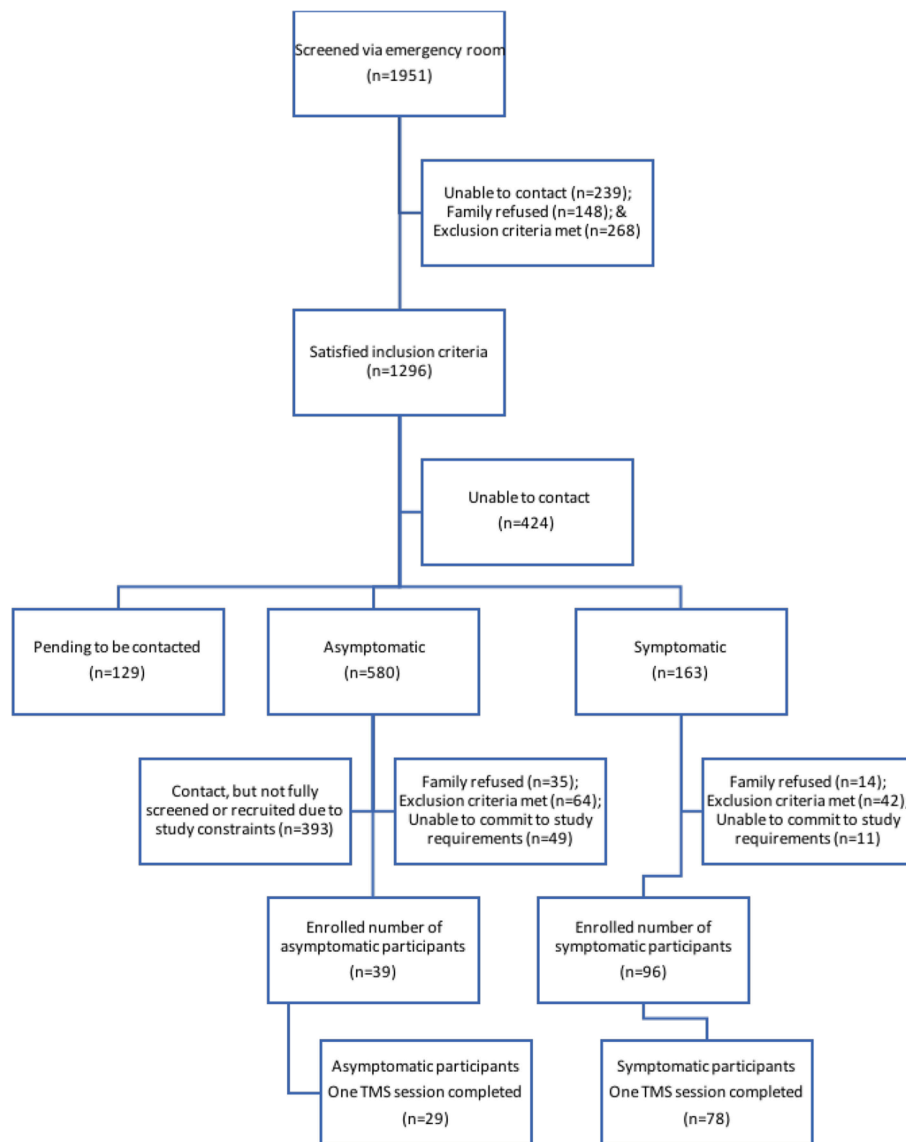 Screened via emergency room
(n=1951)
Unable to contact (n=239);
Family refused (n=148); &
Exclusion criteria met (n=268)
Satisfied inclusion criteria
(n=1296)
Unable to contact
(n=424)
Pending to be contacted
(n=129)
Asymptomatic
(n=580)
Symptomatic
(n=163)
Contact, but not fully
screened or recruited due to
study constraints (n=393)
Family refused (n=35);
Exclusion criteria met (n=64);
Unable to commit to study
requirements (n=49)
Family refused (n=14);
Exclusion criteria met (n=42);
Unable to commit to study
requirements (n=11)
Enrolled number of
asymptomatic participants
(n=39)
Enrolled number of
symptomatic participants
(n=96)
Asymptomatic participants
One TMS session completed
(n=29)
Symptomatic participants
One TMS session completed
(n=78)